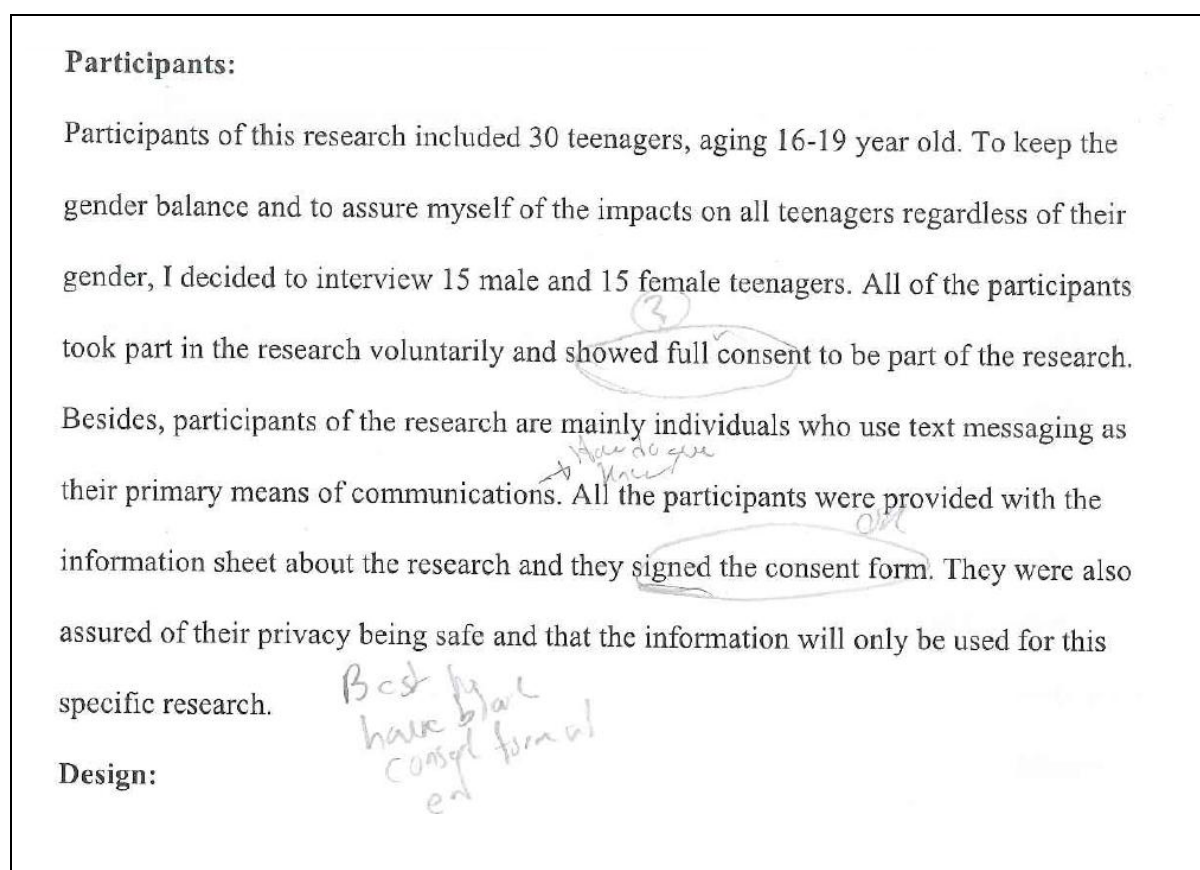 Participants:
Participants of this research included 30 teenagers, aging 16-19 year old. To keep the
gender balance and to assure myself of the impacts on all teenagers regardless of their
gender, I decided to interview 15 male and 15 female teenagers. All of the participants
took part in the research voluntarily and showed full consent to be part of the research.
Besides, participants of the research are mainly individuals who use text messaging as
How do you
know
their primary means of communications. All the participants were provided with the
information sheet about the research and they signed the consent form. They were also
assured of their privacy being safe and that the information will only be used for this
specific research.
Best to
have blank
consent form at
end
Design: